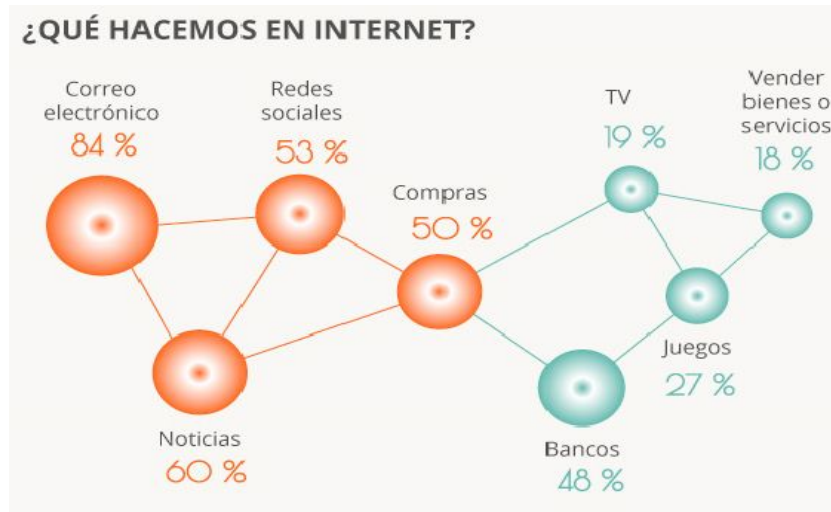 ¿QUÉ HACEMOS EN INTERNET?
Correo
electrónico
84 %
Redes
sociales
53 %
Compras
50 %
TV
19 %
Vender
bienes o
servicios
18 %
Noticias
60 %
Bancos
48 %
Juegos
27 %